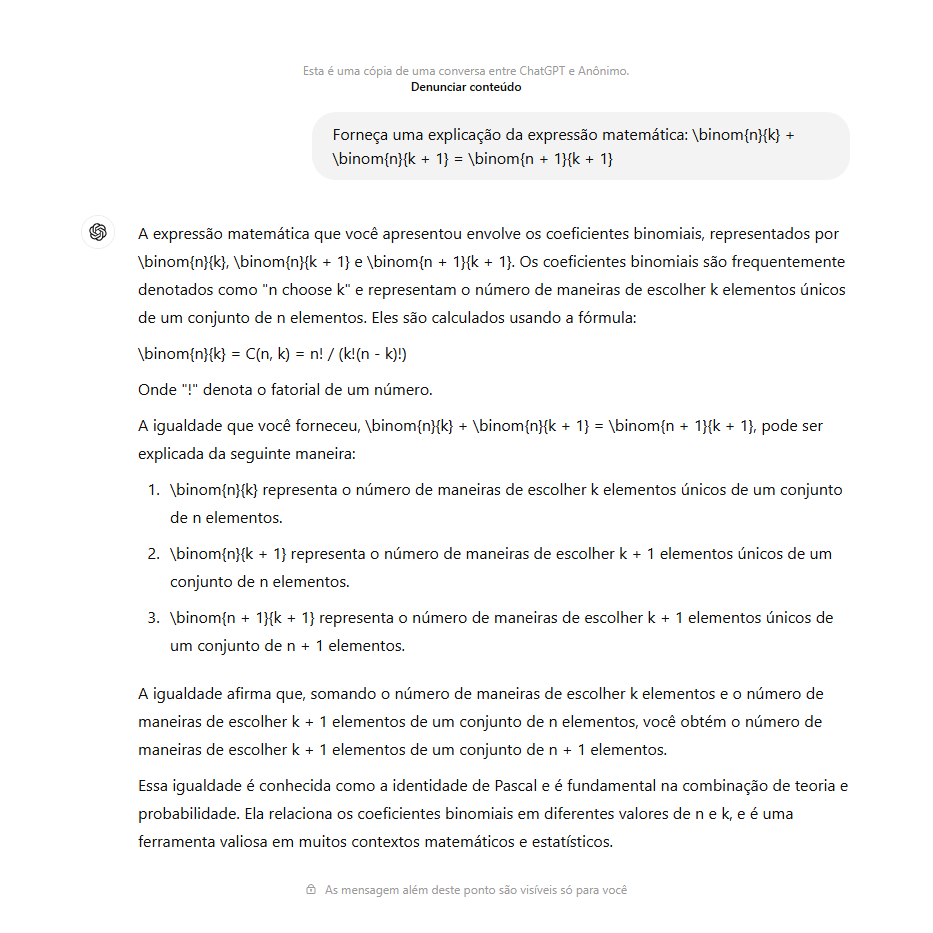 Esta é uma cópia de uma conversa entre ChatGPT e Anônimo.
Denunciar conteúdo
Forneça uma explicação da expressão matemática: \binom{n}{k} +
\binom{n}{k + 1} = \binom{n + 1}{k + 1}
A expressão matemática que você apresentou envolve os coeficientes binomiais, representados por
\binom{n}{k}, \binom{n}{k + 1} e \binom{n + 1}{k + 1}. Os coeficientes binomiais são frequentemente
denotados como "n choose k" e representam o número de maneiras de escolher k elementos únicos
de um conjunto de n elementos. Eles são calculados usando a fórmula:
\binom{n}{k} = C(n, k) = n! / (k!(n - k)!)
Onde "!" denota o fatorial de um número.
A igualdade que você forneceu, \binom{n}{k} + \binom{n}{k + 1} = \binom{n + 1}{k + 1}, pode ser
explicada da seguinte maneira:
1. \binom{n}{k} representa o número de maneiras de escolher k elementos únicos de um conjunto
de n elementos.
2. \binom{n}{k + 1} representa o número de maneiras de escolher k + 1 elementos únicos de um
conjunto de n elementos.
3. \binom{n + 1}{k + 1} representa o número de maneiras de escolher k + 1 elementos únicos de
um conjunto de n + 1 elementos.
A igualdade afirma que, somando o número de maneiras de escolher k elementos e o número de
maneiras de escolher k + 1 elementos de um conjunto de n elementos, você obtém o número de
maneiras de escolher k + 1 elementos de um conjunto de n + 1 elementos.
Essa igualdade é conhecida como a identidade de Pascal e é fundamental na combinação de teoria e
probabilidade. Ela relaciona os coeficientes binomiais em diferentes valores de n e k, e é uma
ferramenta valiosa em muitos contextos matemáticos e estatísticos.
As mensagem além deste ponto são visíveis só para você